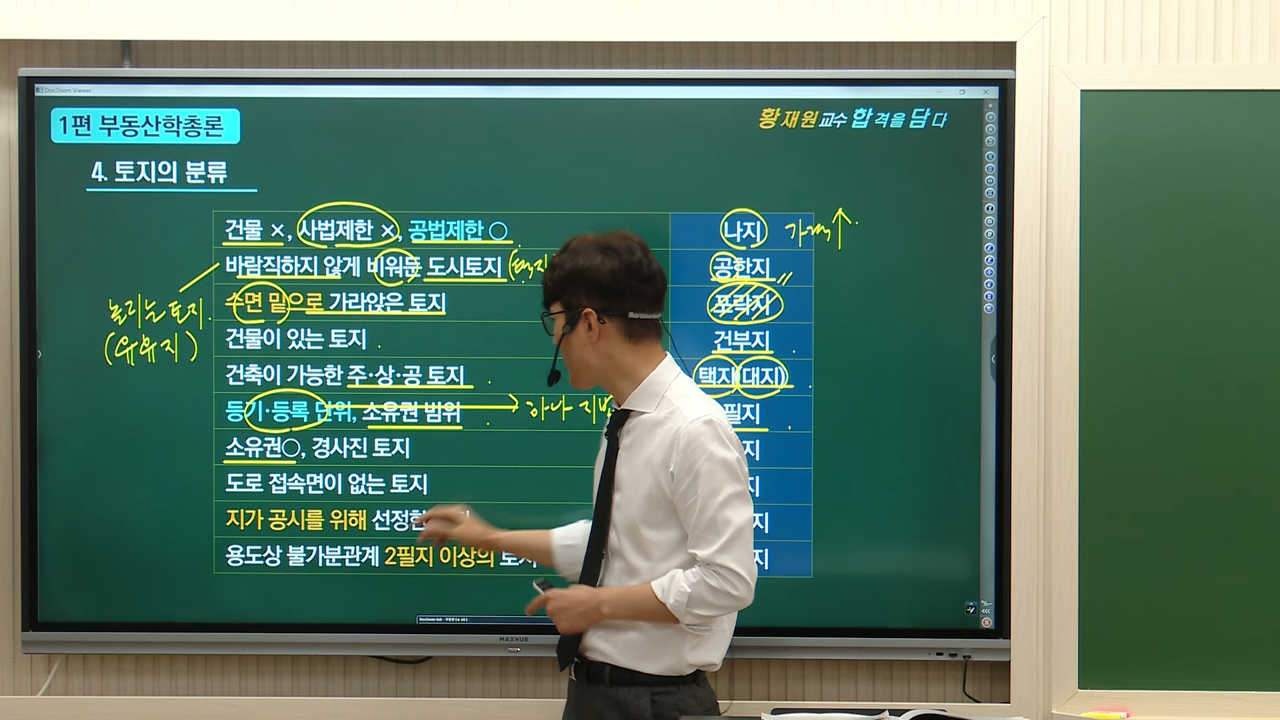 DocZoom Viewer
1편 부동산학총론
황재원교수 합격을 담다
4. 토지의 분류
건물 ×, 사법제한 ×, 공법제한 ○ 나지
바람직하지 않게 비워둔 도시토지 공한지
수면 밑으로 가라앉은 토지 포락지
건물이 있는 토지 건부지
건축이 가능한 주·상·공 토지 택지(대지)
등기·등록 단위, 소유권 범위 하나 필지
소유권○, 경사진 토지 지
도로 접속면이 없는 토지 지
지가 공시를 위해 선정한 지
용도상 불가분관계 2필지 이상의 토지 지
놀리는 토지.
(유휴지)
MAXHUB